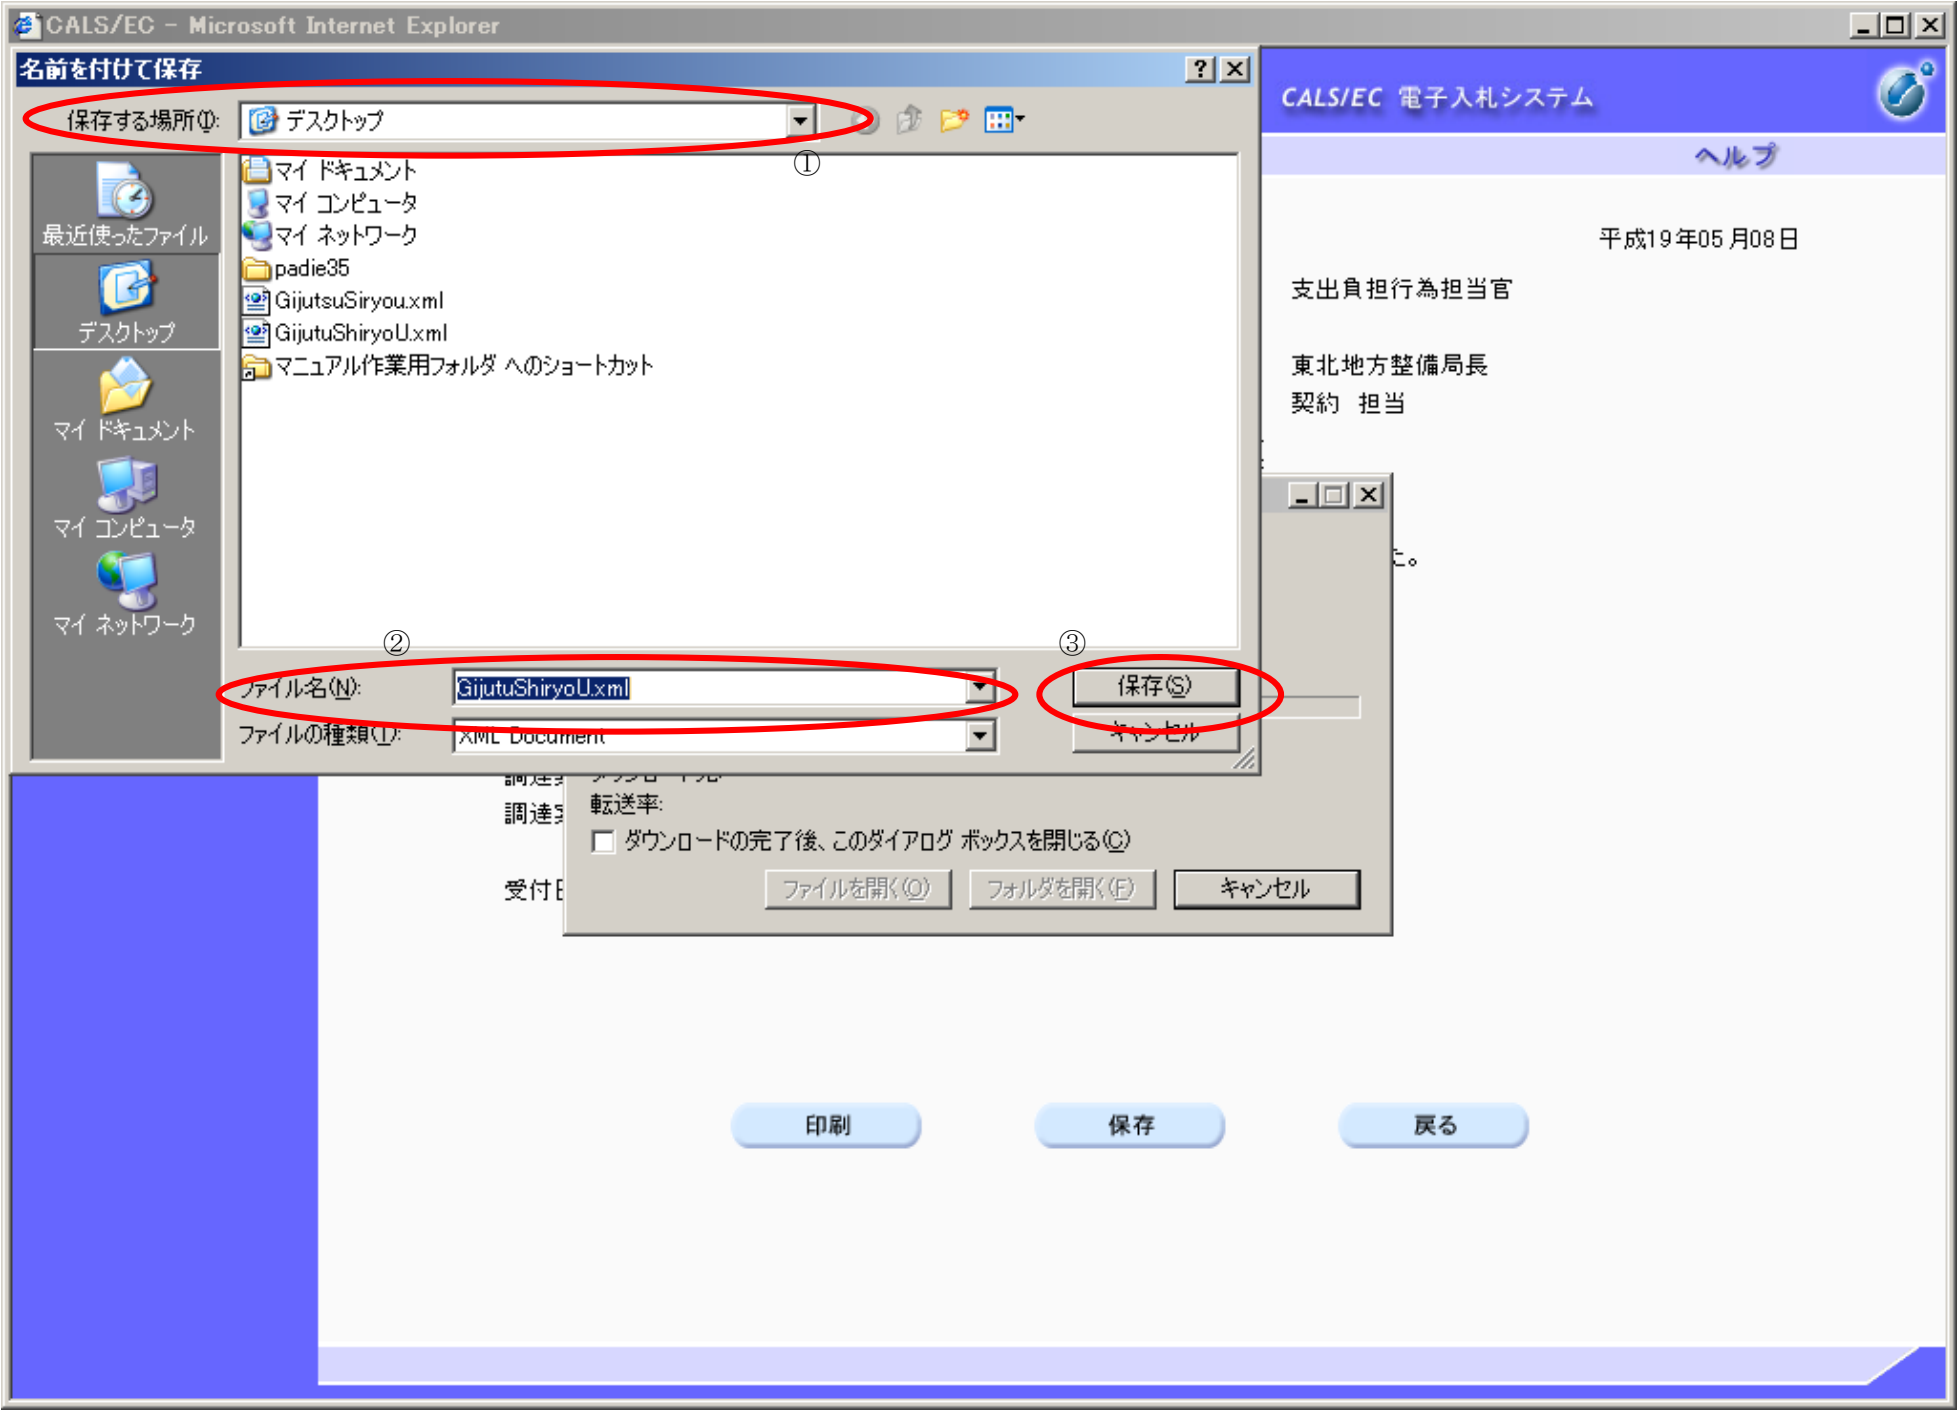 CALS/EC - Microsoft Internet Explorer
名前を付けて保存
保存する場所(I):
デスクトップ
①
最近使ったファイル
デスクトップ
マイ ドキュメント
マイ コンピュータ
マイ ネットワーク
マイ ドキュメント
マイ コンピュータ
マイ ネットワーク
padie35
GijutsuSiryou.xml
GijutuShiryoU.xml
マニュアル作業用フォルダ へのショートカット
②
③
ファイル名(N):
GijutuShiryoU.xml
保存(S)
ファイルの種類(T):
XML Document
キャンセル
CALS/EC 電子入札システム
ヘルプ
平成19年05月08日
支出負担行為担当官
東北地方整備局長
契約 担当
た。
調達
転送率:
調達
ダウンロードの完了後、このダイアログ ボックスを閉じる(C)
受付日
ファイルを開く(O)
フォルダを開く(F)
キャンセル
印刷
保存
戻る